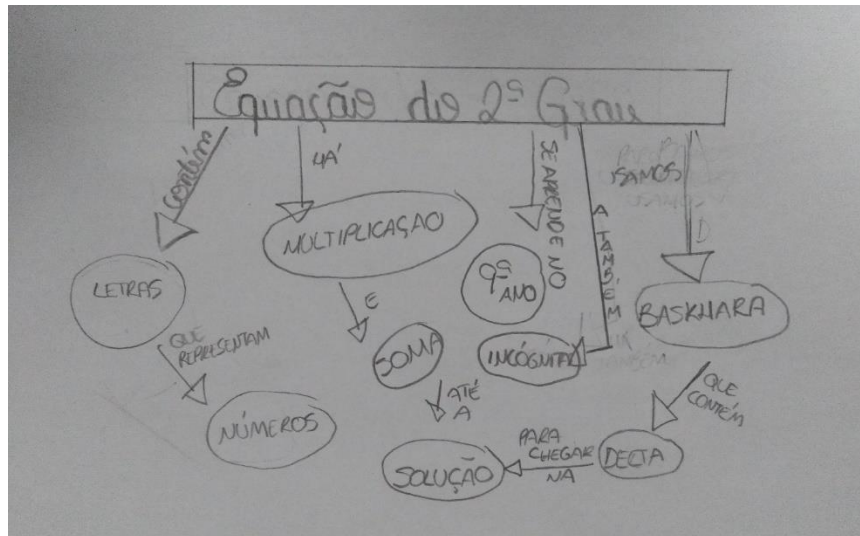 Equação do 2º Grau
Contém
HÁ
SE APRENDE NO
A TAMBÉM
USAMOS
MULTIPLICAÇÃO
LETRAS
9º
ANO
BASKHARA
E
QUE
REPRESENTAM
SOMA
INCÓGNITA
QUE
CONTÉM
ATÉ
A
NÚMEROS
PARA
CHEGAR
NA
DECTA
SOLUÇÃO